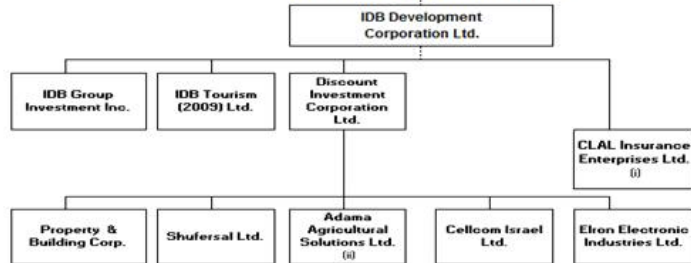 IDB Development
Corporation Ltd.
IDB Group
Investment Inc.
IDB Tourism
(2009) Ltd.
Discount
Investment
Corporation
Ltd.
CLAL Insurance
Enterprises Ltd.
(i)
Property &
Building Corp.
Shufersal Ltd.
Adama
Agricultural
Solutions Ltd.
(ii)
Cellcom Israel
Ltd.
Elron Electronic
Industries Ltd.